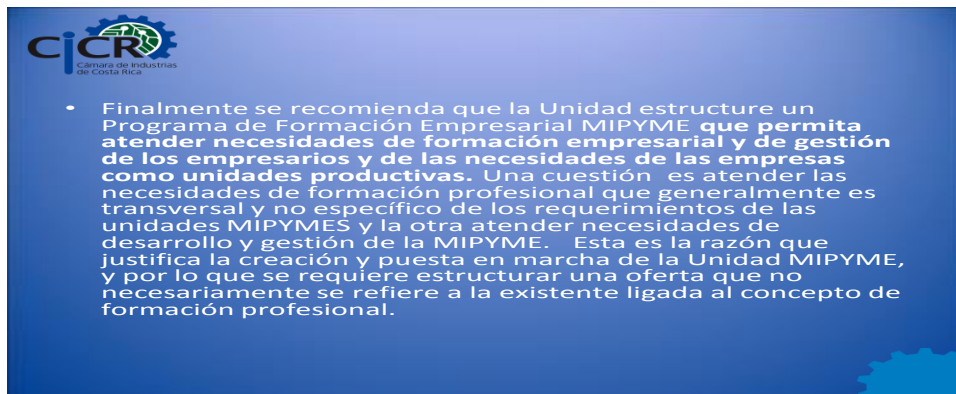 CICR
Cámara de Industrias
de Costa Rica
• Finalmente se recomienda que la Unidad estructure un
Programa de Formación Empresarial MIPYME que permita
atender necesidades de formación empresarial y de gestión
de los empresarios y de las necesidades de las empresas
como unidades productivas. Una cuestión es atender las
necesidades de formación profesional que generalmente es
transversal y no específico de los requerimientos de las
unidades MIPYMES y la otra atender necesidades de
desarrollo y gestión de la MIPYME. Esta es la razón que
justifica la creación y puesta en marcha de la Unidad MIPYME,
y por lo que se requiere estructurar una oferta que no
necesariamente se refiere a la existente ligada al concepto de
formación profesional.